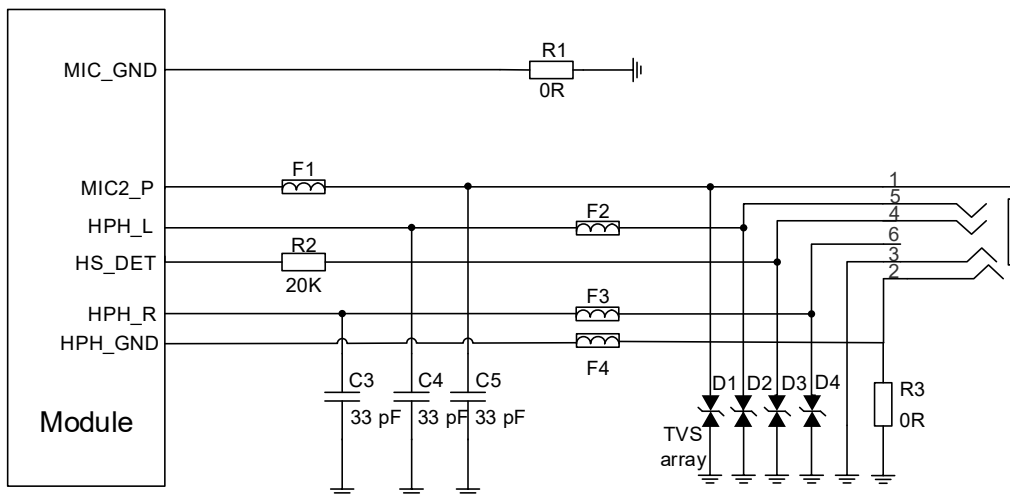 MIC_GND
R1
0R
MIC2_P
F1
1
5
HPH_L
F2
4
HS_DET
R2
20K
6
3
2
HPH_R
F3
HPH_GND
F4
C3
33 pF
C4
33 pF
C5
33 pF
D1
D2
D3
D4
TVS
array
R3
0R
Module